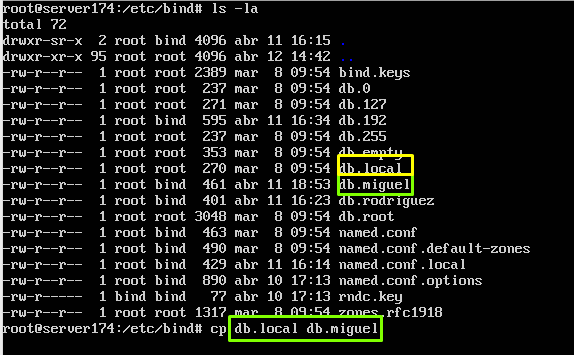 root@server174:/etc/bind# ls -la
total 72
drwxr-sr-x  2 root bind 4096 abr 11 16:15 .
drwxr-xr-x 95 root root 4096 abr 12 14:42 ..
-rw-r--r--  1 root root 2389 mar  8 09:54 bind.keys
-rw-r--r--  1 root root  237 mar  8 09:54 db.0
-rw-r--r--  1 root root  271 mar  8 09:54 db.127
-rw-r--r--  1 root bind  595 abr 11 16:34 db.192
-rw-r--r--  1 root root  237 mar  8 09:54 db.255
-rw-r--r--  1 root root  353 mar  8 09:54 db.empty
-rw-r--r--  1 root root  270 mar  8 09:54 db.local
-rw-r--r--  1 root bind  461 abr 11 18:53 db.miguel
-rw-r--r--  1 root bind  401 abr 11 16:23 db.rodriguez
-rw-r--r--  1 root root 3048 mar  8 09:54 db.root
-rw-r--r--  1 root bind  463 mar  8 09:54 named.conf
-rw-r--r--  1 root bind  490 mar  8 09:54 named.conf.default-zones
-rw-r--r--  1 root bind  429 abr 11 16:14 named.conf.local
-rw-r--r--  1 root bind  890 abr 10 17:13 named.conf.options
-rw-r-----  1 bind bind   77 abr 10 17:13 rndc.key
-rw-r--r--  1 root root 1317 mar  8 09:54 zones.rfc1918
root@server174:/etc/bind# cp db.local db.miguel